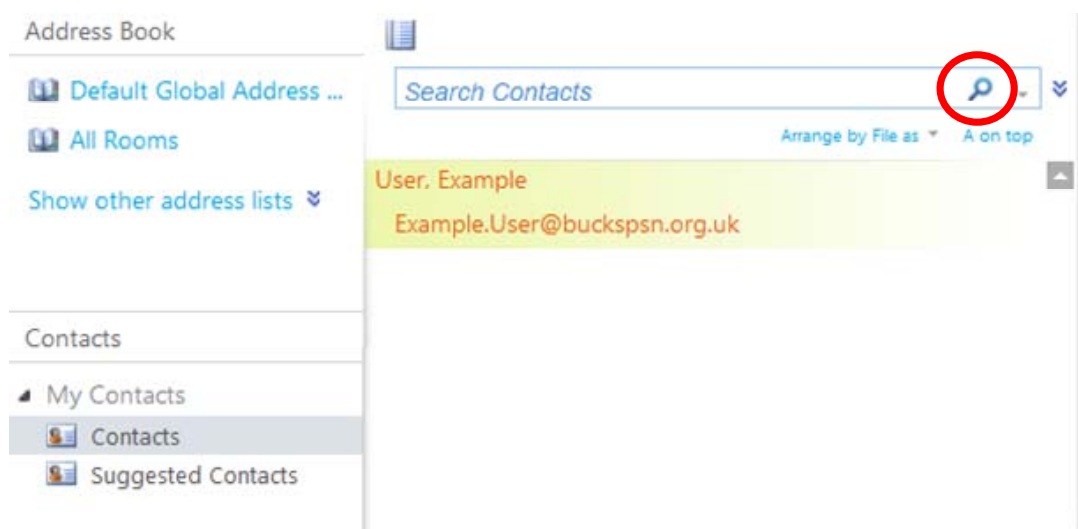 Address Book
Default Global Address ...
All Rooms
Show other address lists
Contacts
My Contacts
Contacts
Suggested Contacts
Search Contacts
Arrange by File as
A on top
User. Example
Example.User@buckspsn.org.uk